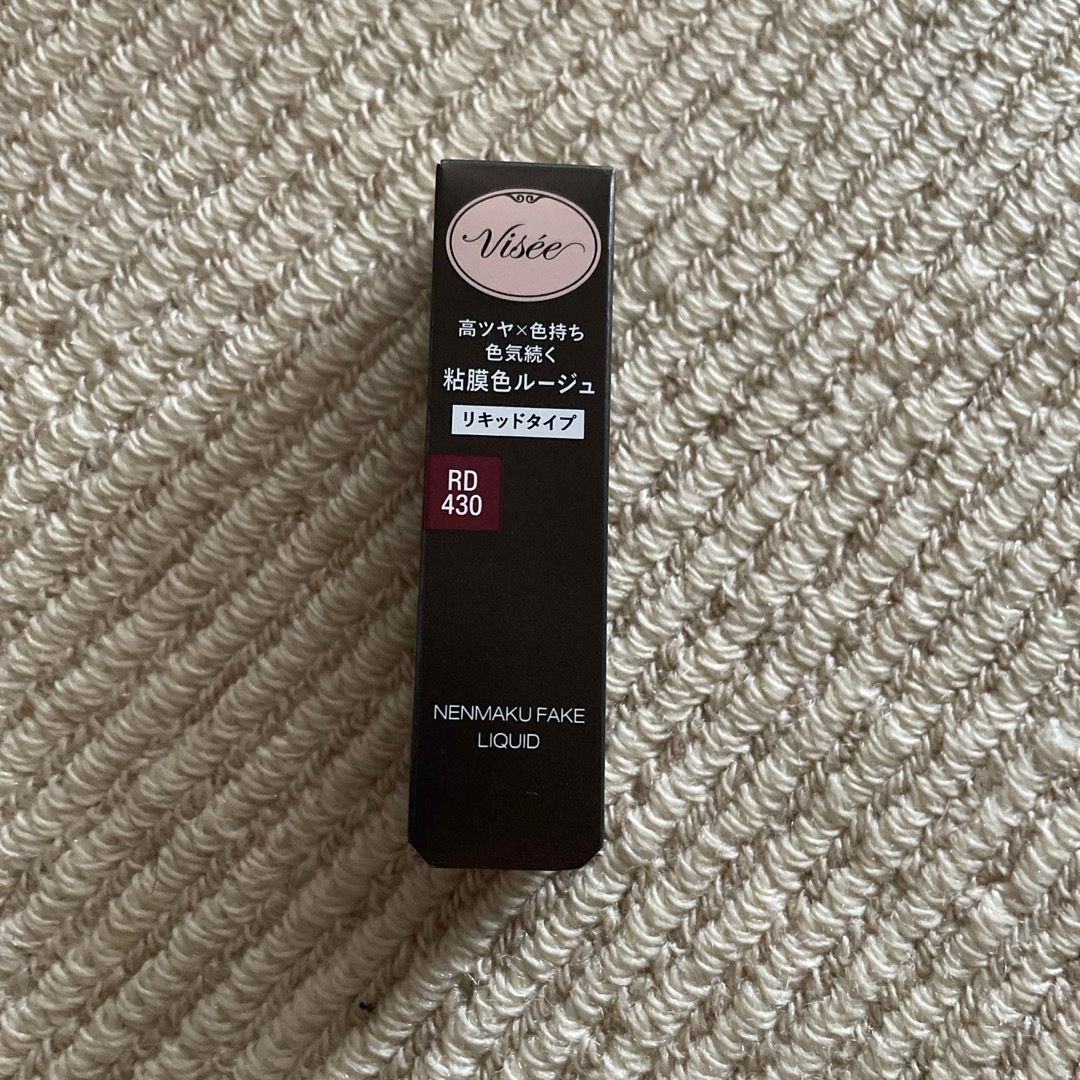 Visée
高ツヤ×色持ち
色気続く
粘膜色ルージュ
リキッドタイプ
RD
430
NENMAKU FAKE
LIQUID